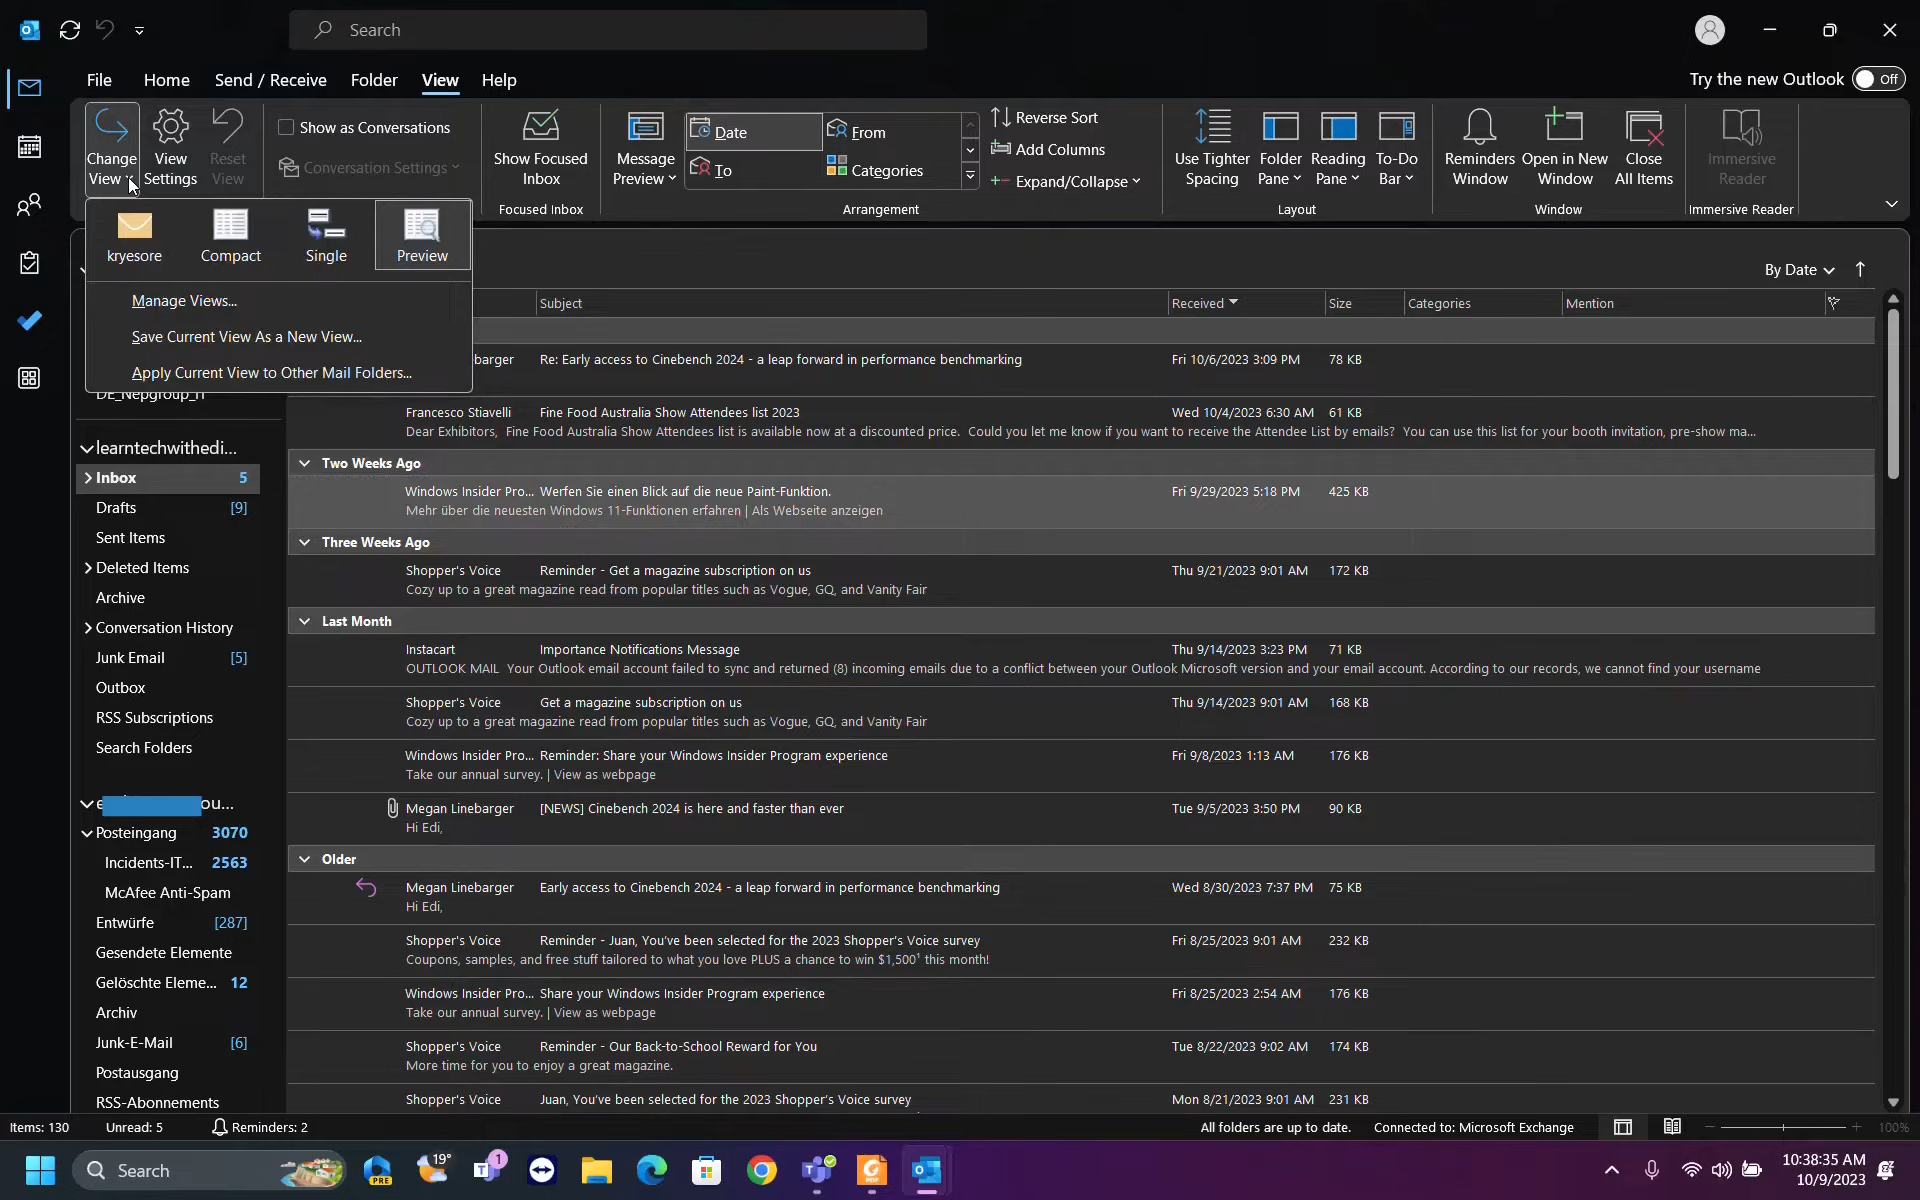 Search
File Home Send / Receive Folder View Help
Try the new Outlook Off
Change View
View Settings
Reset View
Show as Conversations
Conversation Settings
Show Focused Inbox
Focused Inbox
Message Preview
Date
From
To
Categories
Reverse Sort
Add Columns
Expand/Collapse
Arrangement
Use Tighter Spacing
Folder Pane
Reading Pane
To-Do Bar
Layout
Reminders Window
Open in New Window
Close All Items
Window
Immersive Reader
Immersive Reader
kryesore Compact Single Preview
Manage Views...
Save Current View As a New View...
Apply Current View to Other Mail Folders...
learntechwithedi...
Inbox 5
Drafts [9]
Sent Items
Deleted Items
Archive
Conversation History
Junk Email [5]
Outbox
RSS Subscriptions
Search Folders
ou...
Posteingang 3070
Incidents-IT... 2563
McAfee Anti-Spam
Entwürfe [287]
Gesendete Elemente
Gelöschte Eleme... 12
Archiv
Junk-E-Mail [6]
Postausgang
RSS-Abonnements
By Date
Subject Received Size Categories Mention
barger Re: Early access to Cinebench 2024 - a leap forward in performance benchmarking Fri 10/6/2023 3:09 PM 78 KB
Francesco Stiavelli Fine Food Australia Show Attendees list 2023 Wed 10/4/2023 6:30 AM 61 KB
Dear Exhibitors, Fine Food Australia Show Attendees list is available now at a discounted price. Could you let me know if you want to receive the Attendee List by emails? You can use this list for your booth invitation, pre-show ma...
Two Weeks Ago
Windows Insider Pro... Werfen Sie einen Blick auf die neue Paint-Funktion. Fri 9/29/2023 5:18 PM 425 KB
Mehr über die neuesten Windows 11-Funktionen erfahren | Als Webseite anzeigen
Three Weeks Ago
Shopper's Voice Reminder - Get a magazine subscription on us Thu 9/21/2023 9:01 AM 172 KB
Cozy up to a great magazine read from popular titles such as Vogue, GQ, and Vanity Fair
Last Month
Instacart Importance Notifications Message Thu 9/14/2023 3:23 PM 71 KB
OUTLOOK MAIL Your Outlook email account failed to sync and returned (8) incoming emails due to a conflict between your Outlook Microsoft version and your email account. According to our records, we cannot find your username
Shopper's Voice Get a magazine subscription on us Thu 9/14/2023 9:01 AM 168 KB
Cozy up to a great magazine read from popular titles such as Vogue, GQ, and Vanity Fair
Windows Insider Pro... Reminder: Share your Windows Insider Program experience Fri 9/8/2023 1:13 AM 176 KB
Take our annual survey. | View as webpage
Megan Linebarger [NEWS] Cinebench 2024 is here and faster than ever Tue 9/5/2023 3:50 PM 90 KB
Hi Edi,
Older
Megan Linebarger Early access to Cinebench 2024 - a leap forward in performance benchmarking Wed 8/30/2023 7:37 PM 75 KB
Hi Edi,
Shopper's Voice Reminder - Juan, You've been selected for the 2023 Shopper's Voice survey Fri 8/25/2023 9:01 AM 232 KB
Coupons, samples, and free stuff tailored to what you love PLUS a chance to win $1,500¹ this month!
Windows Insider Pro... Share your Windows Insider Program experience Fri 8/25/2023 2:54 AM 176 KB
Take our annual survey. | View as webpage
Shopper's Voice Reminder - Our Back-to-School Reward for You Tue 8/22/2023 9:02 AM 174 KB
More time for you to enjoy a great magazine.
Shopper's Voice Juan, You've been selected for the 2023 Shopper's Voice survey Mon 8/21/2023 9:01 AM 231 KB
Items: 130 Unread: 5 Reminders: 2 All folders are up to date. Connected to: Microsoft Exchange 100%
Search PRE 19° 1 10:38:35 AM
10/9/2023